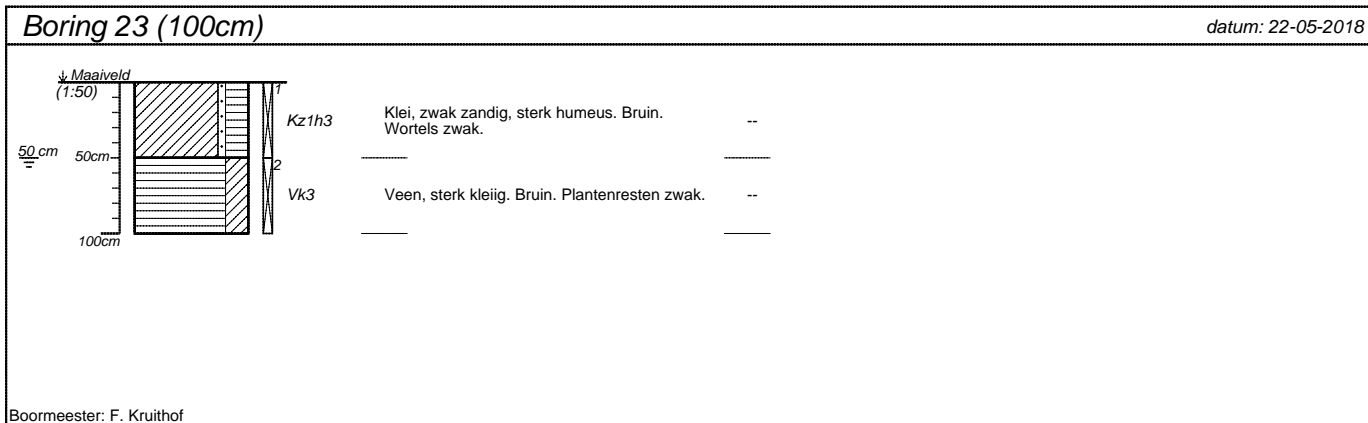 Boring 23 (100cm)
datum: 22-05-2018
Maaiveld
(1:50)
1
Kz1h3
Klei, zwak zandig, sterk humeus. Bruin.
Wortels zwak.
--
50 cm
50cm
2
Vk3
Veen, sterk kleiig. Bruin. Plantenresten zwak.
--
100cm
Boormeester: F. Kruithof